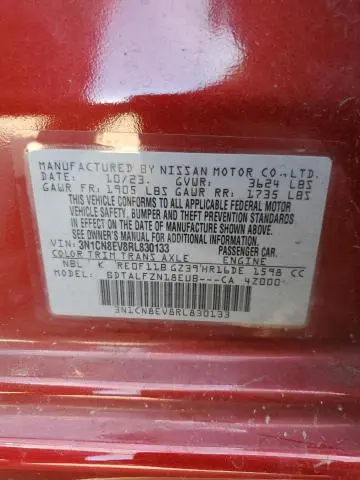 MANUFACTURED BY NISSAN MOTOR CO.,LTD.
DATE: 10/23. GVWR: 3624 LBS
GAWR FR: 1905 LBS GAWR RR: 1735 LBS
THIS VEHICLE CONFORMS TO ALL APPLICABLE FEDERAL MOTOR
VEHICLE SAFETY, BUMPER AND THEFT PREVENTION STANDARDS
IN EFFECT ON THE DATE OF MANUFACTURE SHOWN ABOVE.
SEE OWNER'S MANUAL FOR ADDITIONAL INFORMATION.
VIN: 3N1CN8EV8RL830133 PASSENGER CAR.
COLOR TRIM TRANS AXLE ENGINE
NBL K RE0F11B GZ39 HR16DE 1598 CC
MODEL: BDTALFZN18EUB---CA 4Z000
3N1CN8EV8RL830133